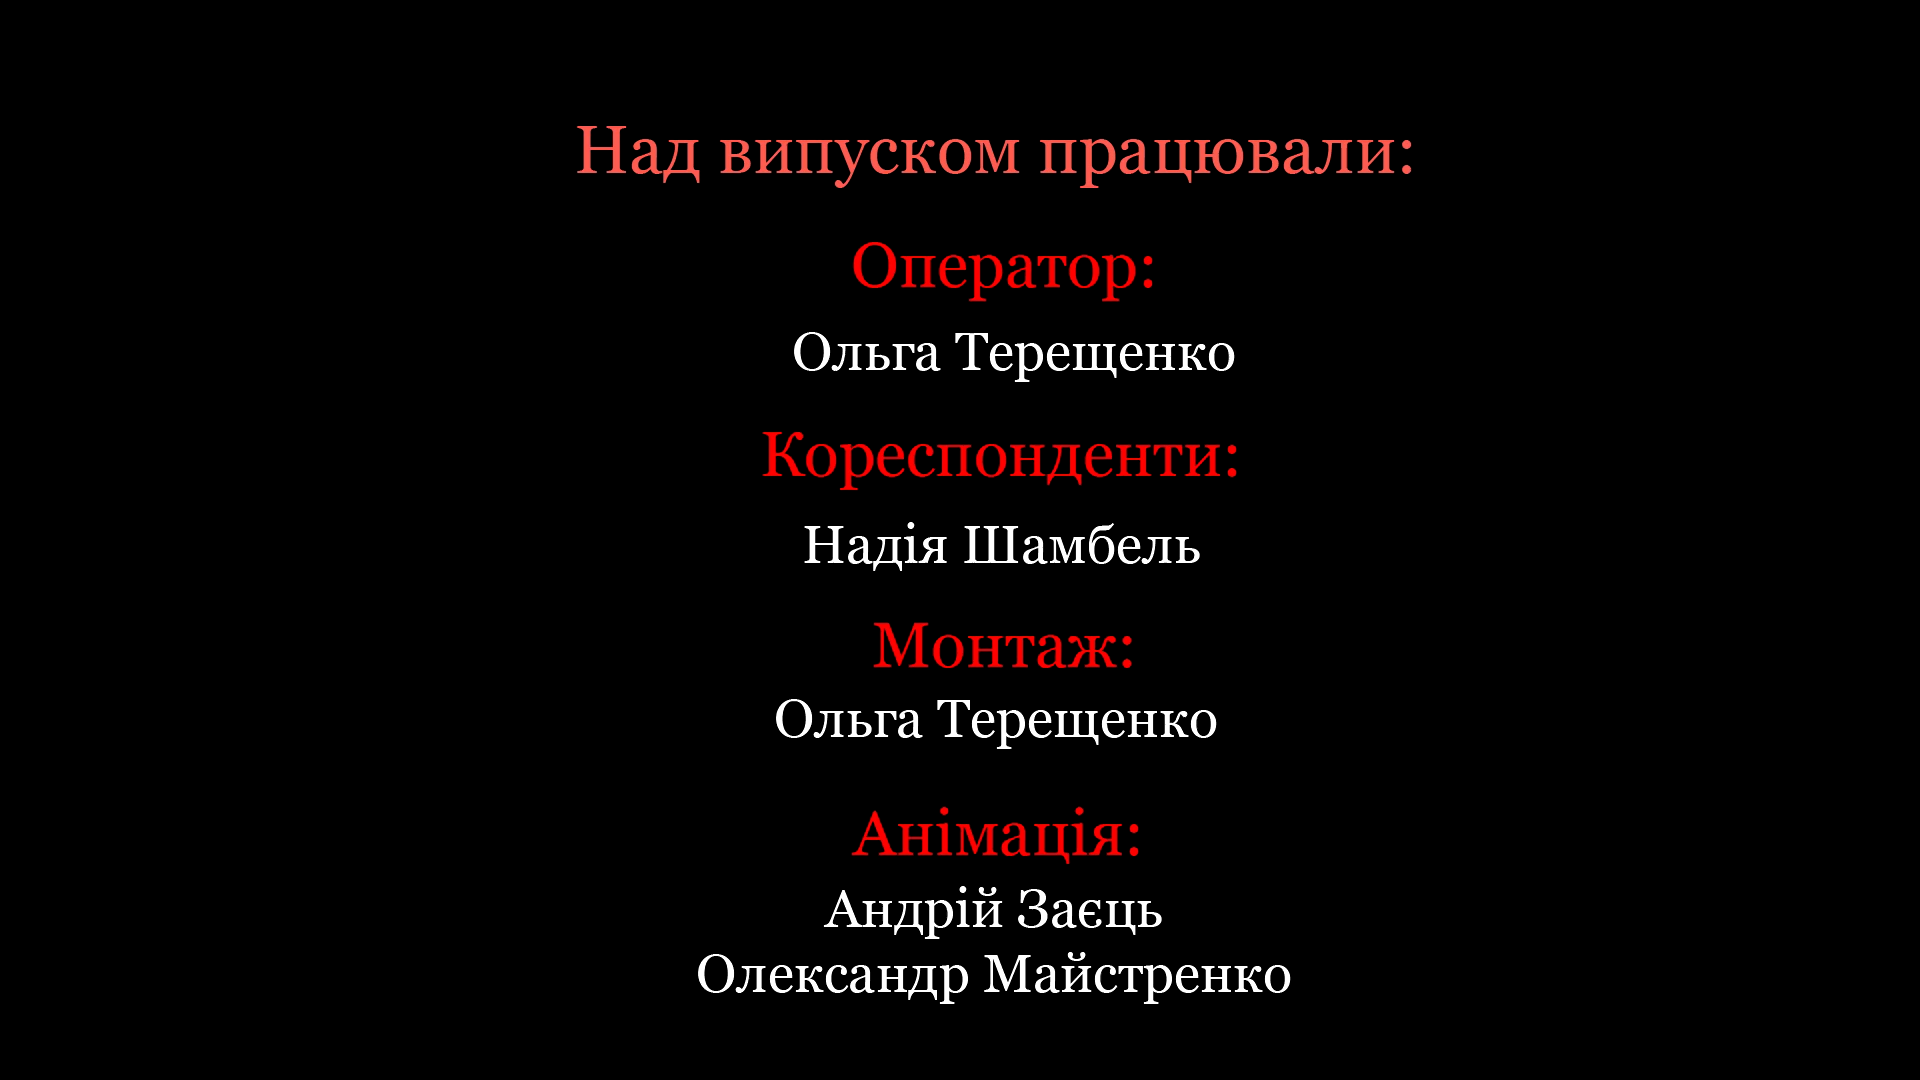 Над випуском працювали:
Оператор:
Ольга Терещенко
Кореспонденти:
Надія Шамбель
Монтаж:
Ольга Терещенко
Анімація:
Андрій Заєць
Олександр Майстренко